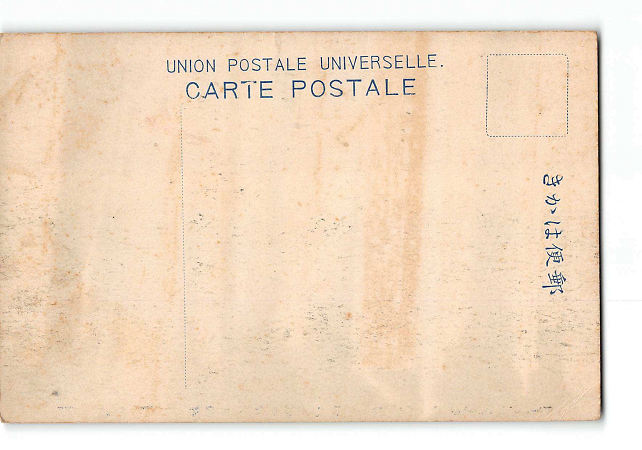 UNION POSTALE UNIVERSELLE.
CARTE POSTALE
きかは便郵